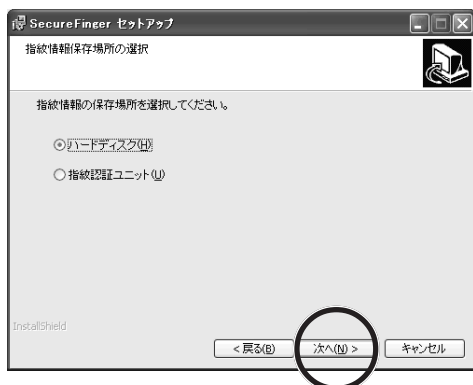 SecureFinger セットアップ
指紋情報保存場所の選択
指紋情報の保存場所を選択してください。
ハードディスク(H)
指紋認証ユニット(U)
InstallShield
< 戻る(B) 次へ(N) > キャンセル